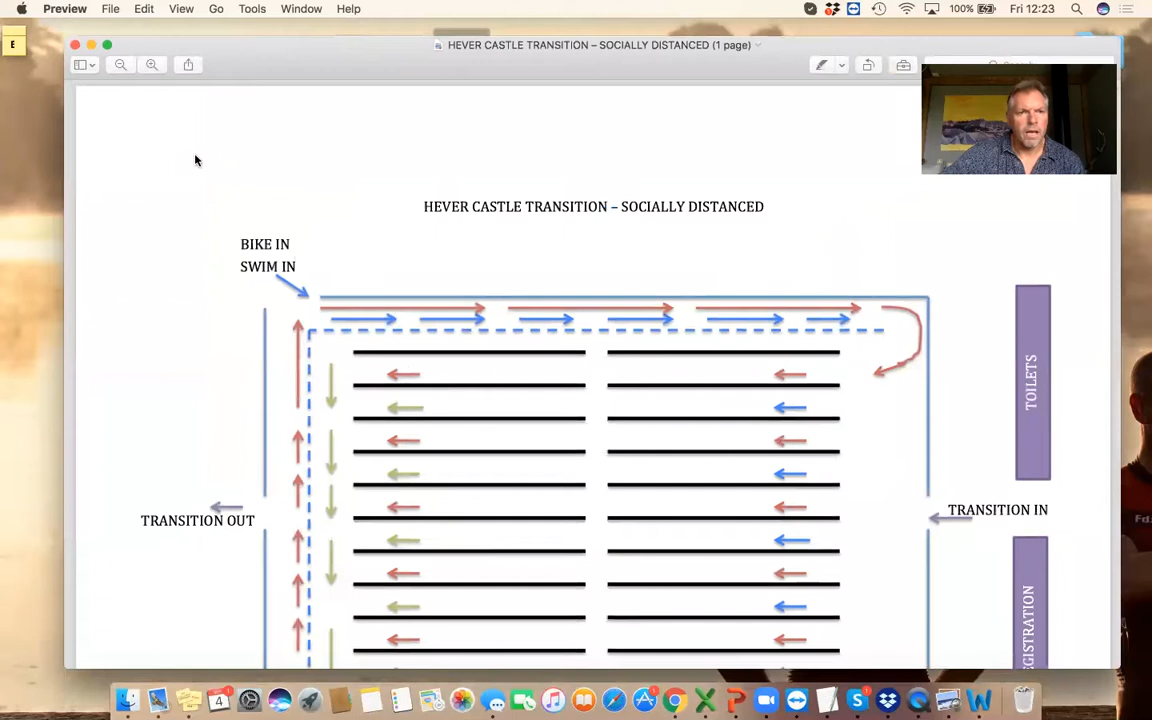 Preview File Edit View Go Tools Window Help 100% Fri 12:23
E
HEVER CASTLE TRANSITION – SOCIALLY DISTANCED (1 page)
HEVER CASTLE TRANSITION – SOCIALLY DISTANCED
BIKE IN
SWIM IN
TOILETS
TRANSITION OUT
TRANSITION IN
EGISTRATION
4